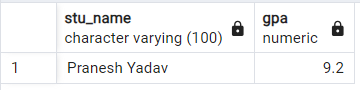 stu_name gpa
character varying (100) numeric
1 Pranesh Yadav 9.2